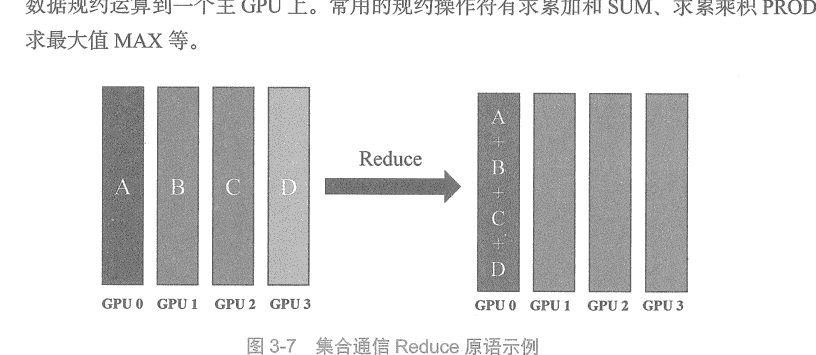 数据规约运算到一个主 GPU 上。常用的规约操作符有求累加和 SUM、求累乘积 PROD
求最大值 MAX 等。
A B C D
Reduce
A
+
B
+
C
+
D
GPU 0 GPU 1 GPU 2 GPU 3
GPU 0 GPU 1 GPU 2 GPU 3
图 3-7 集合通信 Reduce 原语示例